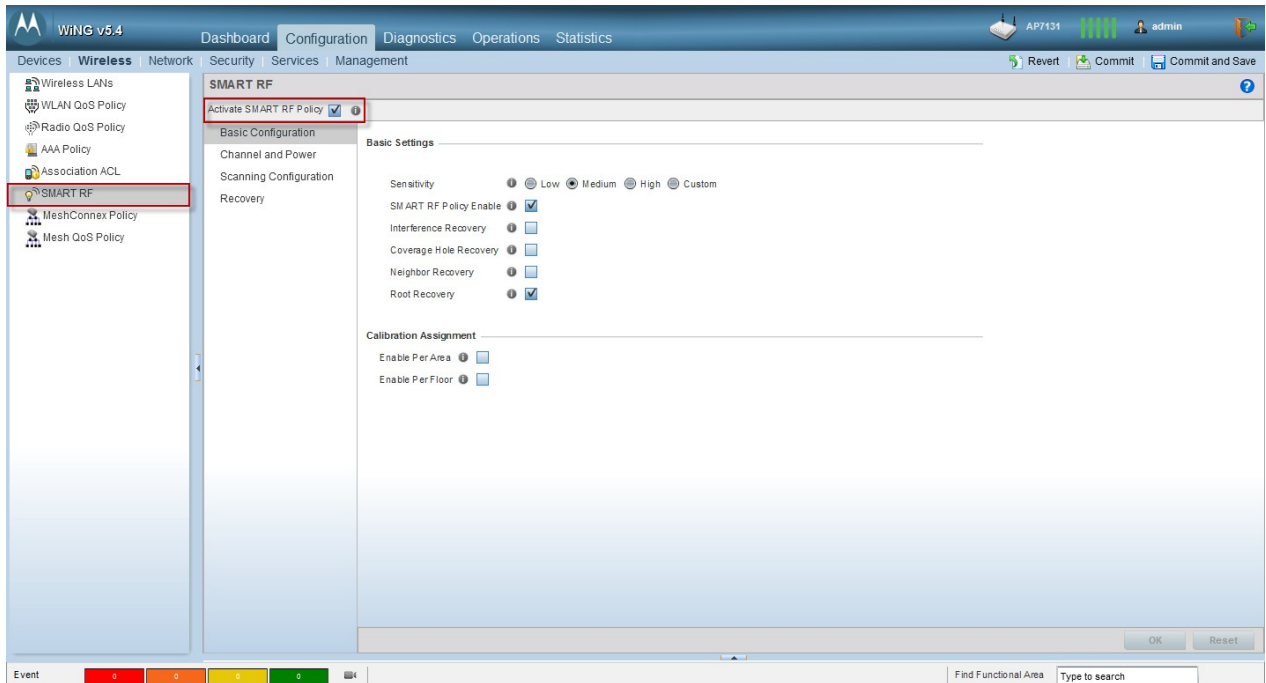 WiNG v5.4
Dashboard Configuration Diagnostics Operations Statistics
AP7131 admin
Devices Wireless Network Security Services Management
Revert Commit Commit and Save
Wireless LANs
WLAN QoS Policy
Radio QoS Policy
AAA Policy
Association ACL
SMART RF
MeshConnex Policy
Mesh QoS Policy
SMART RF
?
Activate SMART RF Policy
Basic Configuration
Channel and Power
Scanning Configuration
Recovery
Basic Settings
Sensitivity Low Medium High Custom
SMART RF Policy Enable
Interference Recovery
Coverage Hole Recovery
Neighbor Recovery
Root Recovery
Calibration Assignment
Enable Per Area
Enable Per Floor
OK Reset
Event 0 0 0 0
Find Functional Area Type to search